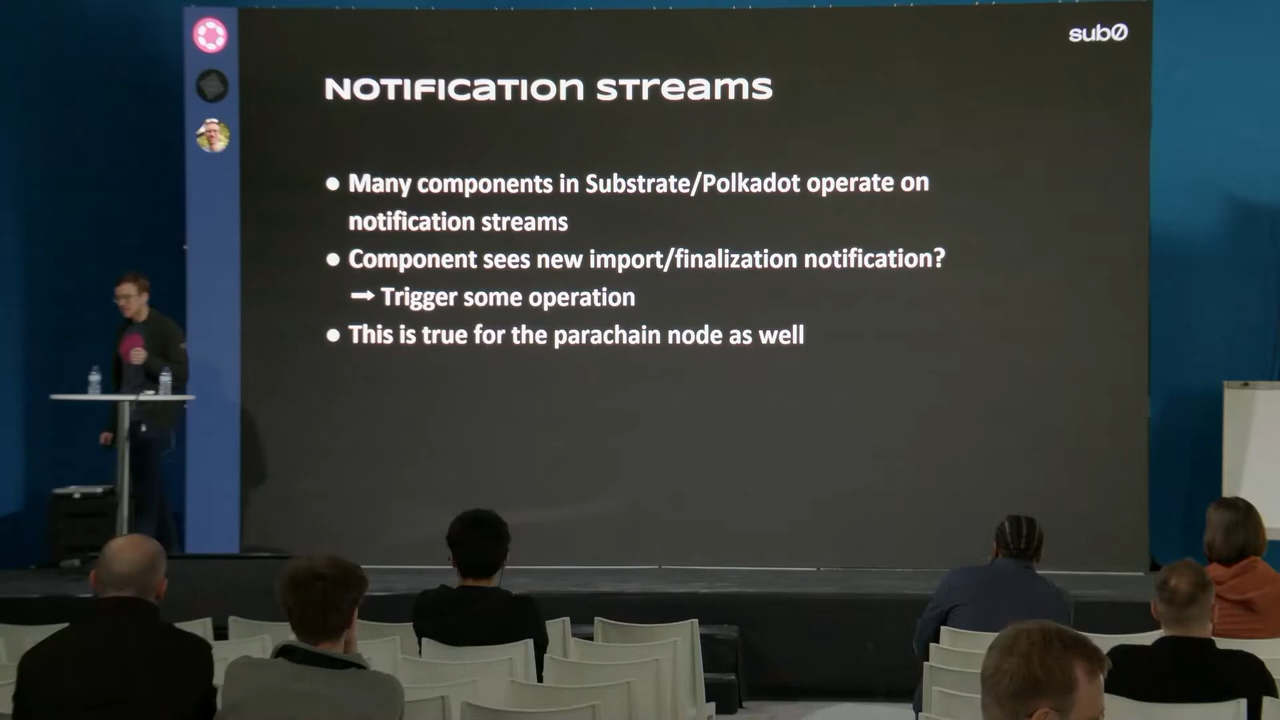 sub0
NOTIFICATION STREAMS
● Many components in Substrate/Polkadot operate on
notification streams
● Component sees new import/finalization notification?
→ Trigger some operation
● This is true for the parachain node as well